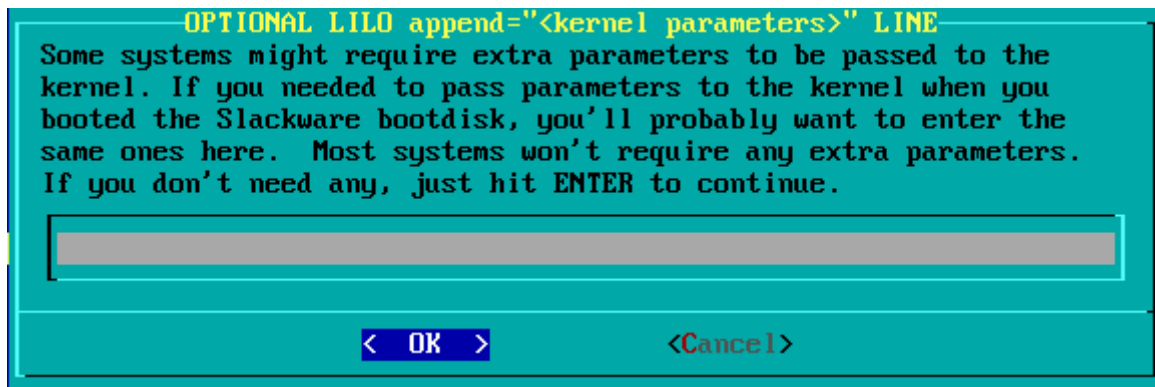 OPTIONAL LILO append="<kernel parameters>" LINE
Some systems might require extra parameters to be passed to the
kernel. If you needed to pass parameters to the kernel when you
booted the Slackware bootdisk, you'll probably want to enter the
same ones here.  Most systems won't require any extra parameters.
If you don't need any, just hit ENTER to continue.
<  OK  > <Cancel>